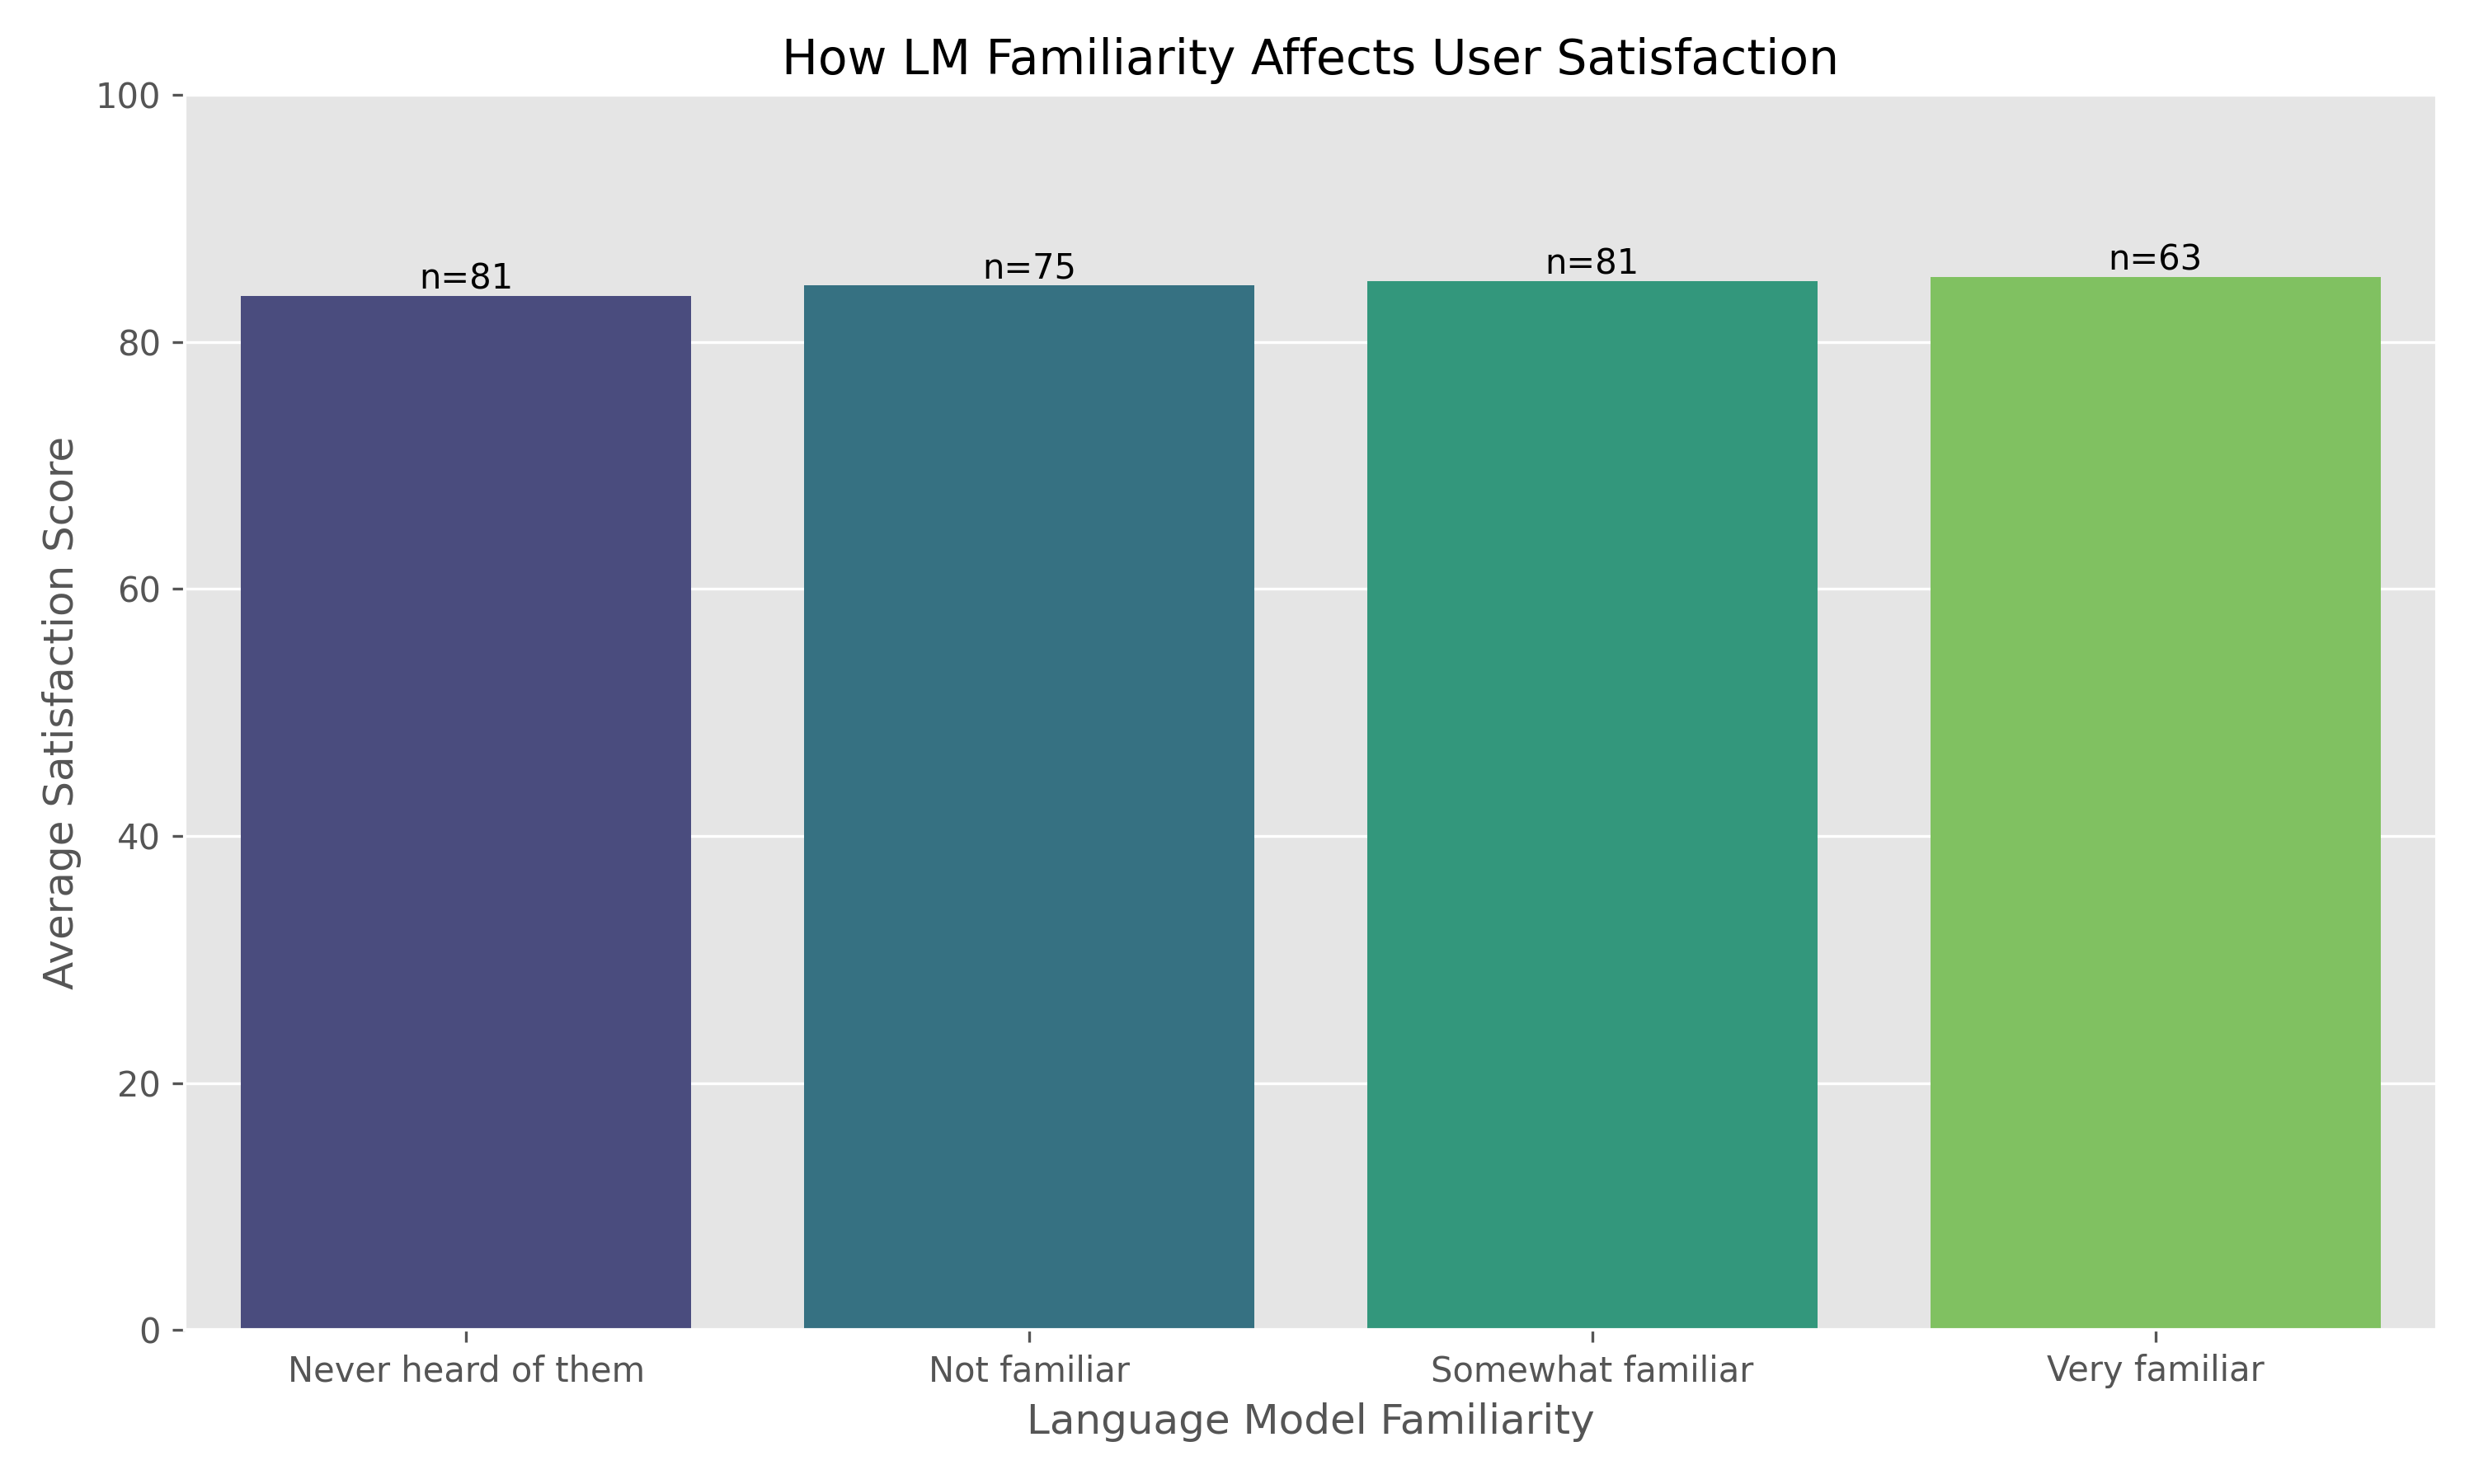 How LM Familiarity Affects User Satisfaction
100
80
60
40
20
0
Average Satisfaction Score
n=81
n=75
n=81
n=63
Never heard of them
Not familiar
Somewhat familiar
Very familiar
Language Model Familiarity